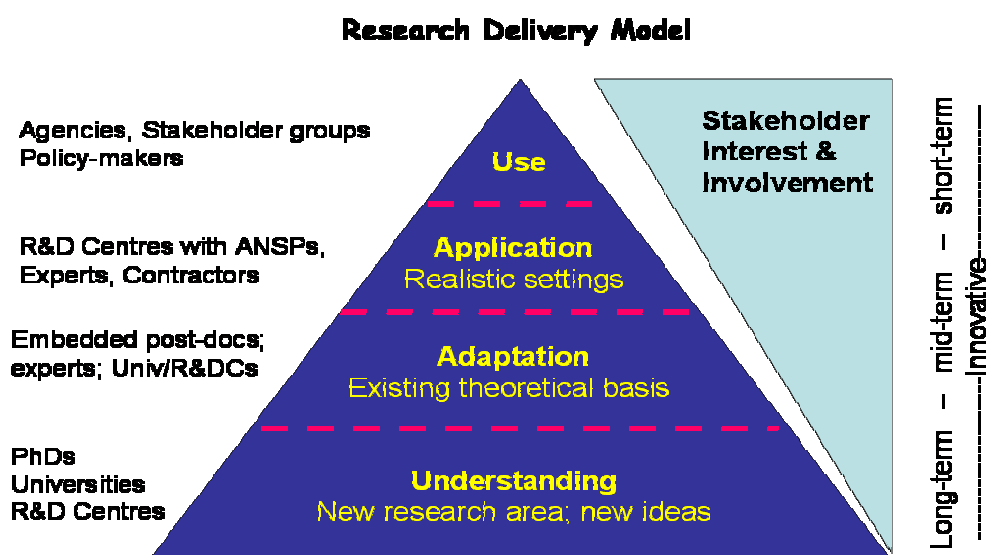 Research Delivery Model
Agencies, Stakeholder groups
Policy-makers
Use
Stakeholder
Interest &
Involvement
R&D Centres with ANSPs,
Experts, Contractors
Application
Realistic settings
Embedded post-docs;
experts; Univ/R&DCs
Adaptation
Existing theoretical basis
PhDs
Universities
R&D Centres
Understanding
New research area; new ideas
Long-term – mid-term – short-term
----------------------Innovative--------------------